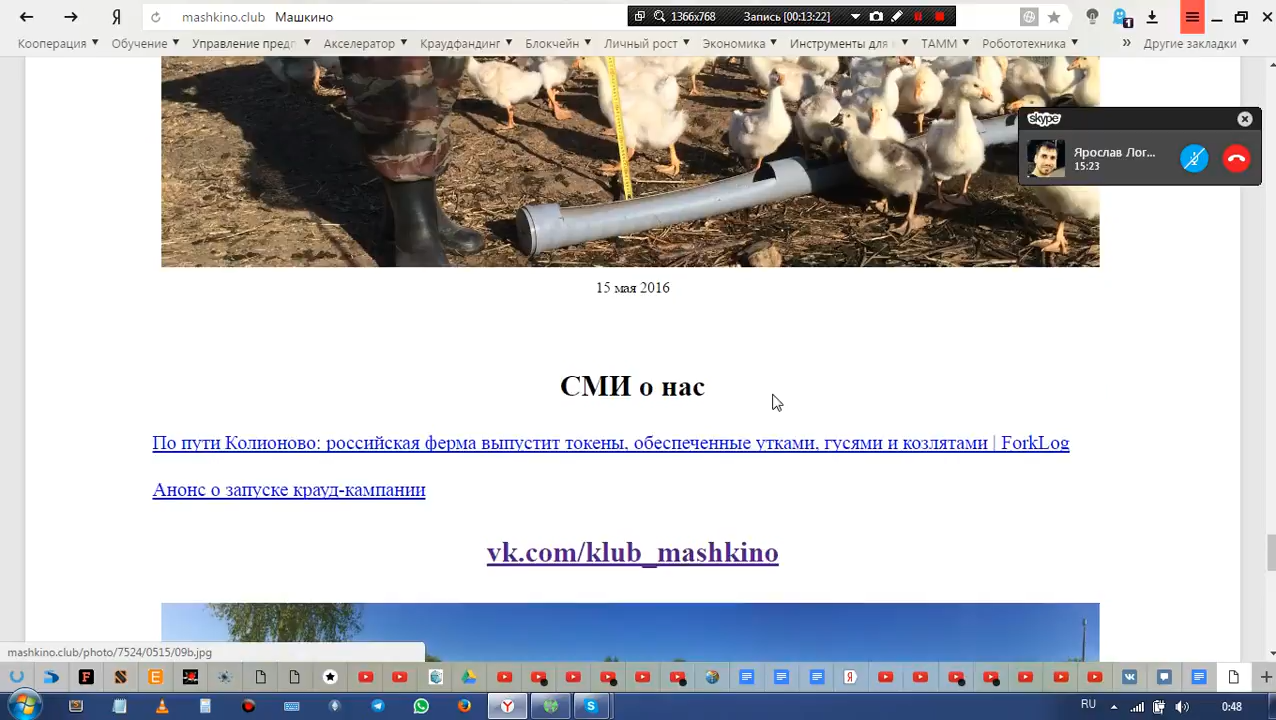 mashkino.club Машкино
1366x768 Запись [00:13:22]
1
Кооперация Обучение Управление пред Акселератор Краудфандинг Блокчейн Личный рост Экономика Инструменты для ТАММ Робототехника » Другие закладки
skype
Ярослав Лог...
15:23
15 мая 2016
СМИ о нас
По пути Колионово: российская ферма выпустит токены, обеспеченные утками, гусями и козлятами | ForkLog
Анонс о запуске крауд-кампании
vk.com/klub_mashkino
mashkino.club/photo/7524/0515/09b.jpg
RU 0:48